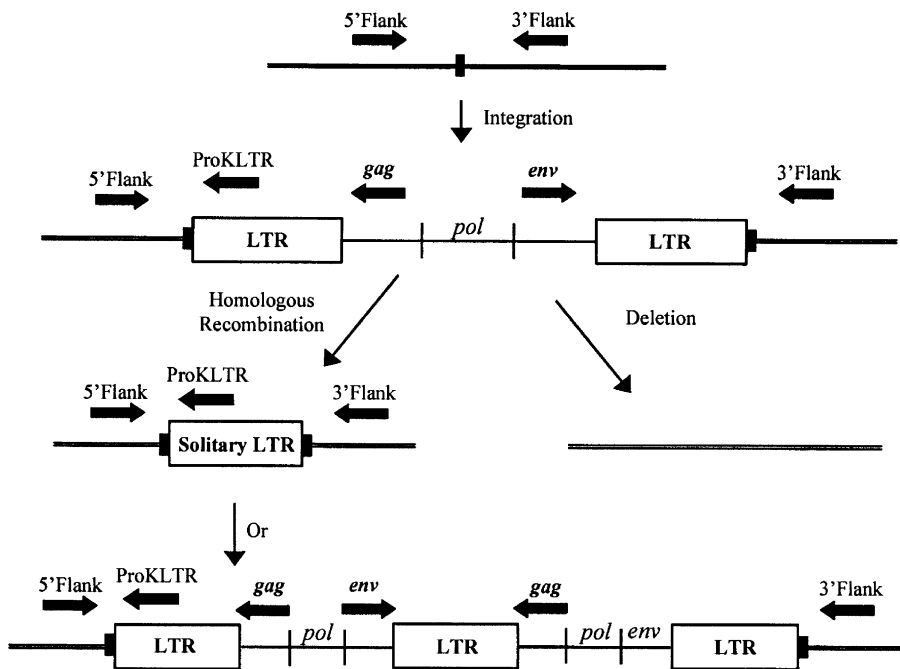 5'Flank 3'Flank
Integration
5'Flank ProKLTR gag env 3'Flank
LTR pol LTR
Homologous
Recombination
Deletion
5'Flank ProKLTR 3'Flank
Solitary LTR
Or
5'Flank ProKLTR gag env gag 3'Flank
LTR pol LTR pol env LTR